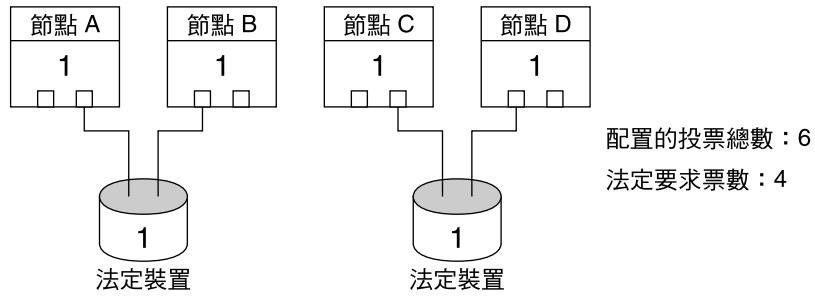 節點 A
節點 B
節點 C
節點 D
1
1
1
1
配置的投票總數：6
法定要求票數：4
1
1
法定裝置
法定裝置